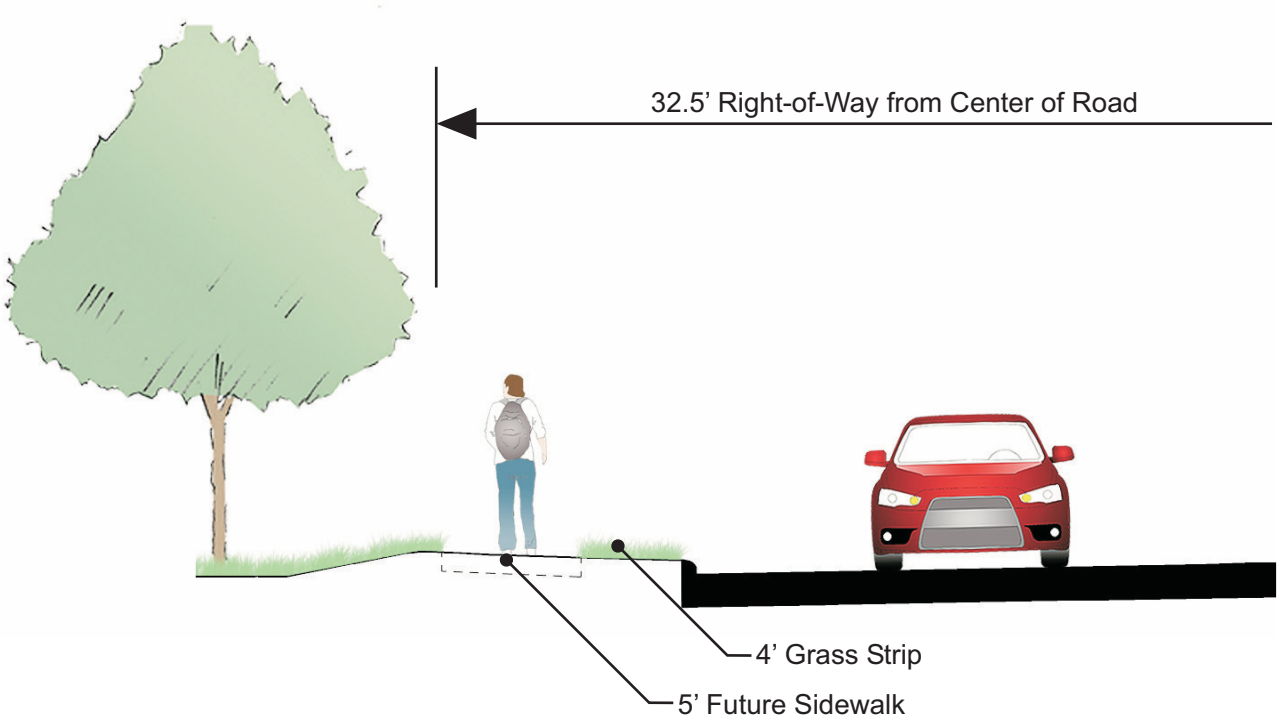 32.5’ Right-of-Way from Center of Road
4’ Grass Strip
5’ Future Sidewalk